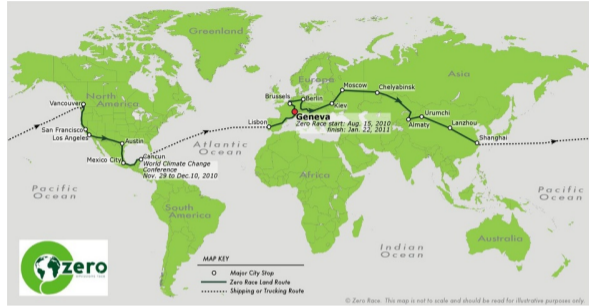 Greenland
Europe
Asia
Moscow
Chelyabinsk
Brussels
Berlin
Kiev
North
America
Vancouver
Geneva
Zero Race start: Aug. 15, 2010
finish: Jan. 22, 2011
Urumchi
Lanzhou
Almaty
Shanghai
San Francisco
Los Angeles
Austin
Lisbon
Mexico City
Cancun
World Climate Change
Conference
Nov. 29 to Dec.10, 2010
Atlantic
Ocean
Pacific
Ocean
Africa
Pacific
Ocean
South
America
Indian
Ocean
Australia
zero
MAP KEY
Major City Stop
Zero Race Land Route
Shipping or Trucking Route
© Zero Race. This map is not to scale and should be read for illustrative purposes only.